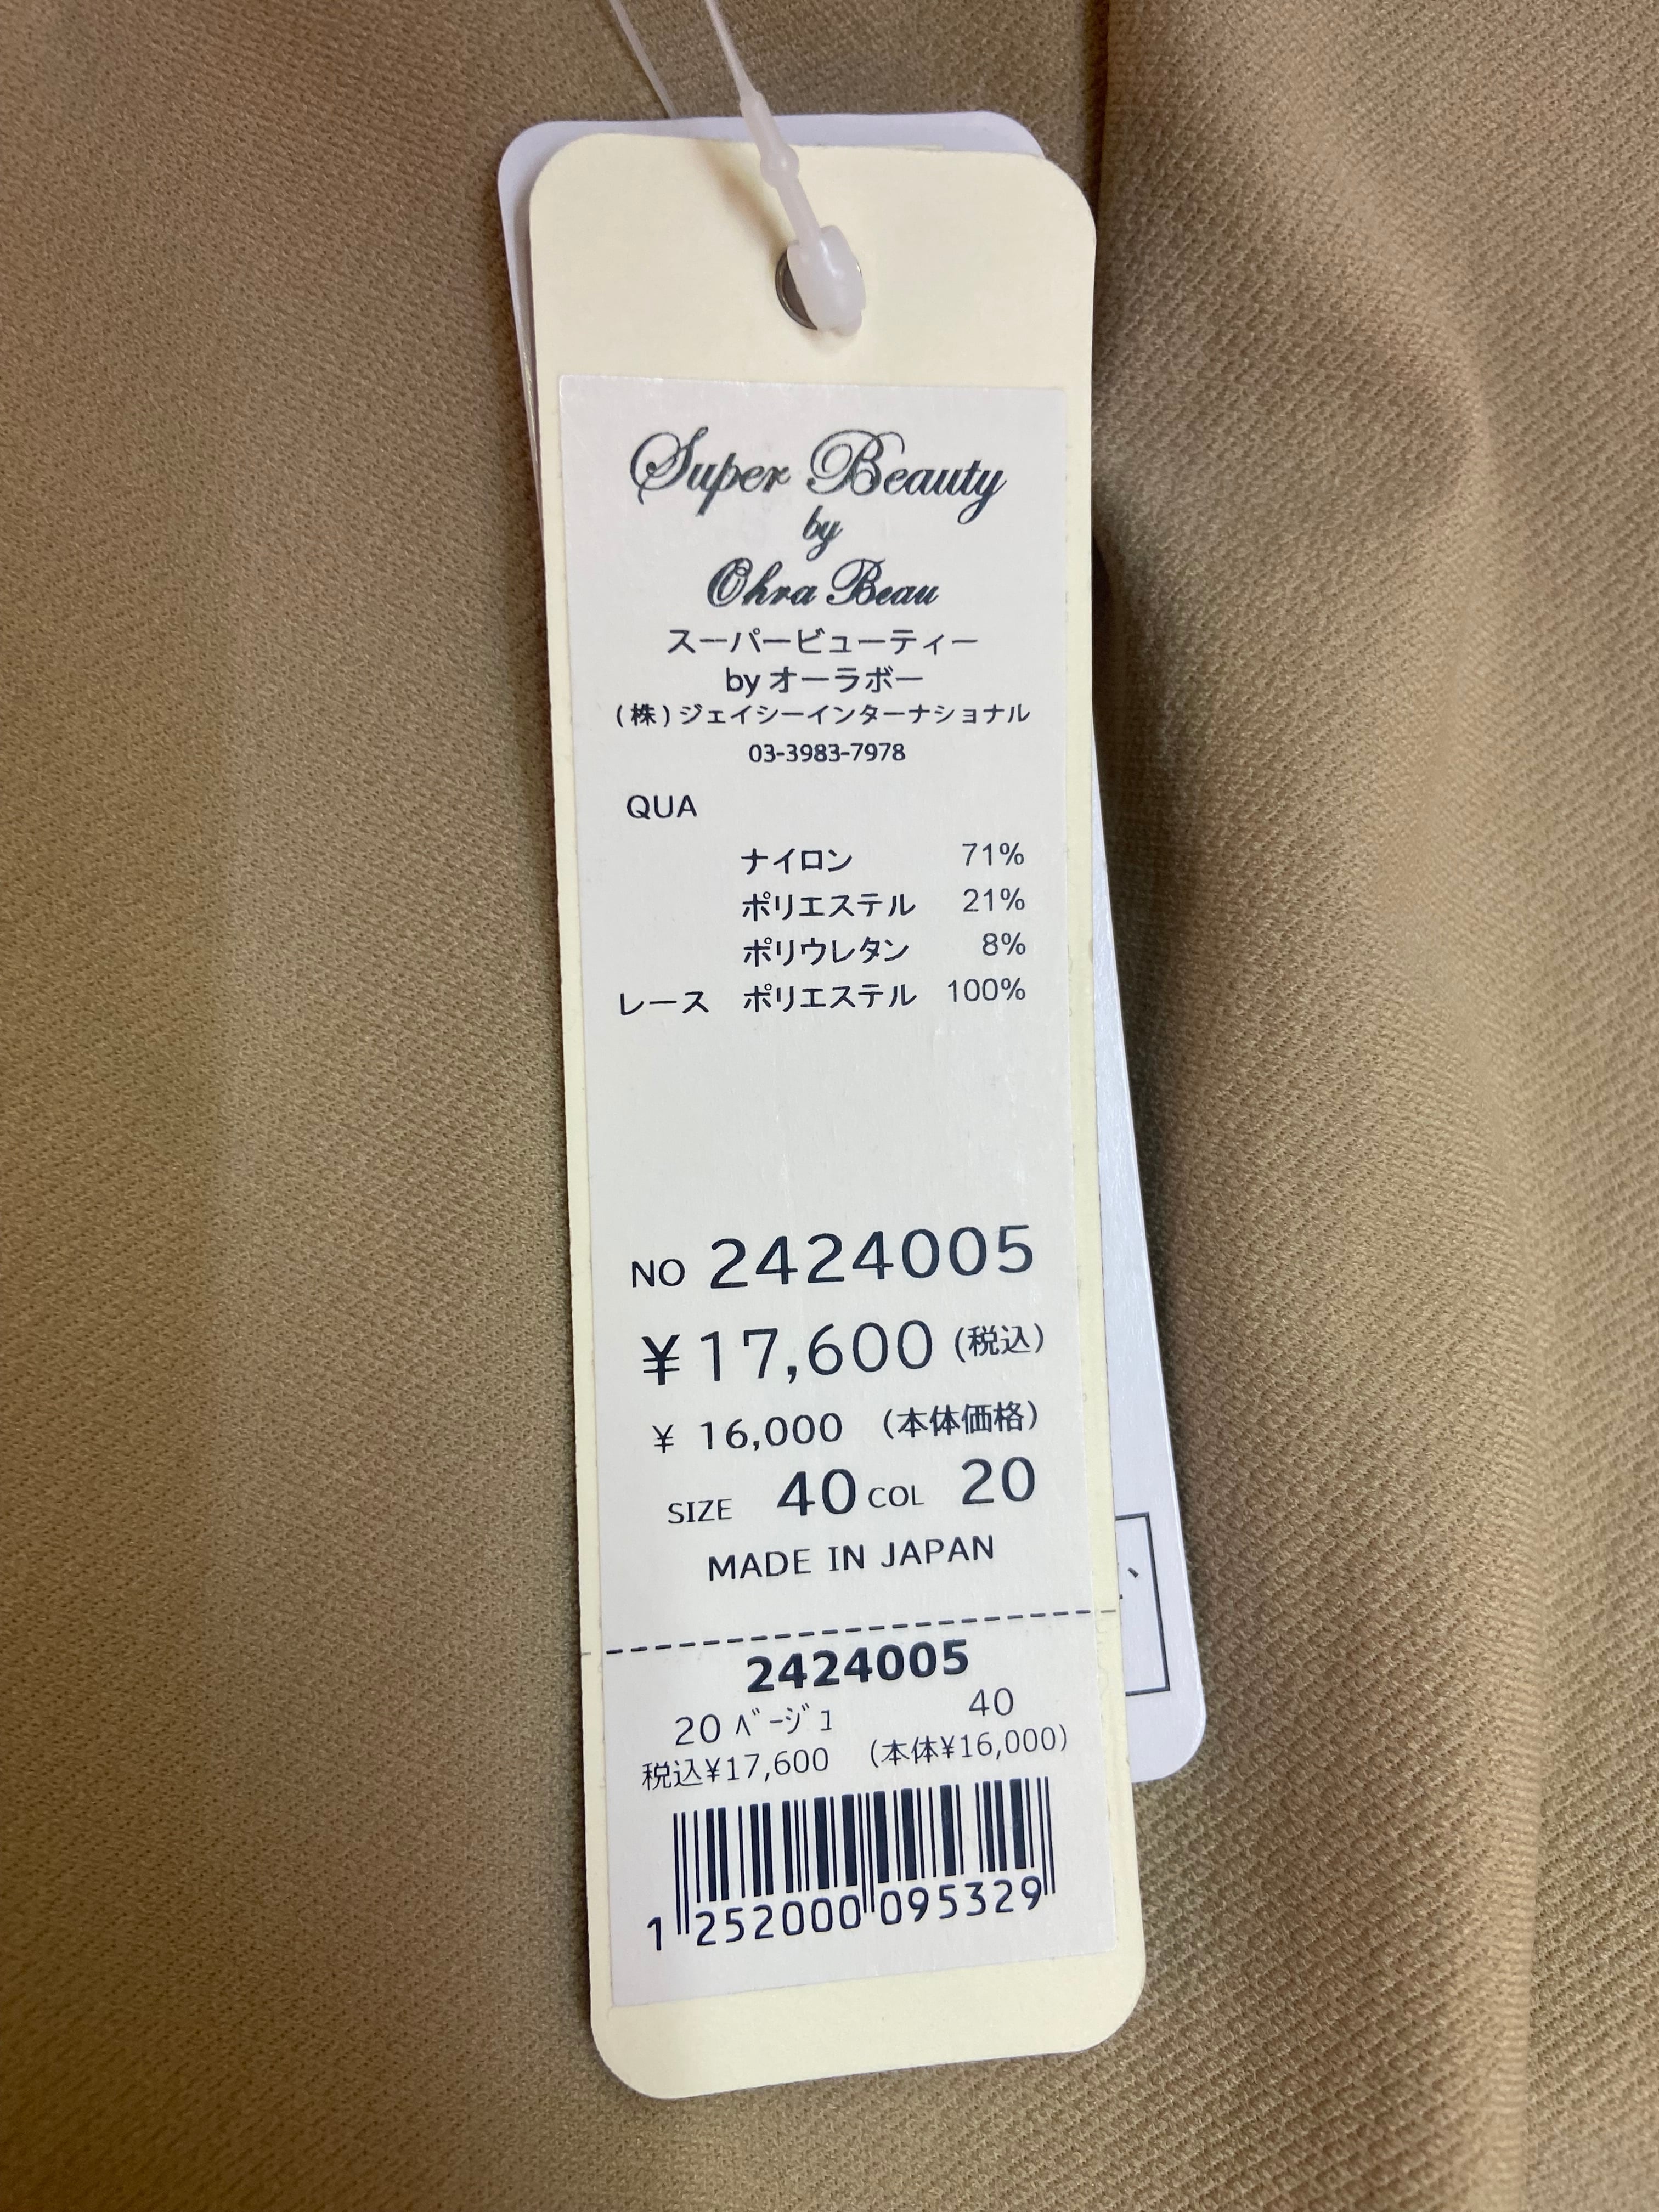 Super Beauty
by
Ohra Beau
スーパービューティー
by オーラボー
(株)ジェイシーインターナショナル
03-3983-7978
QUA
ナイロン 71%
ポリエステル 21%
ポリウレタン 8%
レース ポリエステル 100%
NO 2424005
¥17,600 (税込)
¥ 16,000 (本体価格)
SIZE 40 COL 20
MADE IN JAPAN
2424005
20 ﾍﾞｰｼﾞｭ 40
税込¥17,600 (本体¥16,000)
1 252000 095329